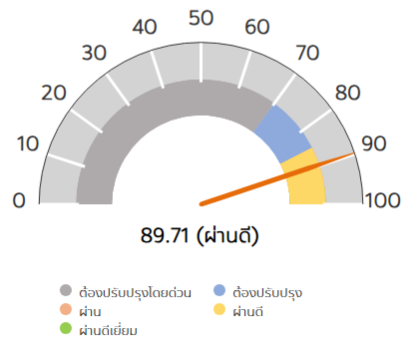 50
40
60
30
70
20
80
10
90
0
100
89.71 (ผ่านดี)
ต้องปรับปรุงโดยด่วน
ต้องปรับปรุง
ผ่าน
ผ่านดี
ผ่านดีเยี่ยม